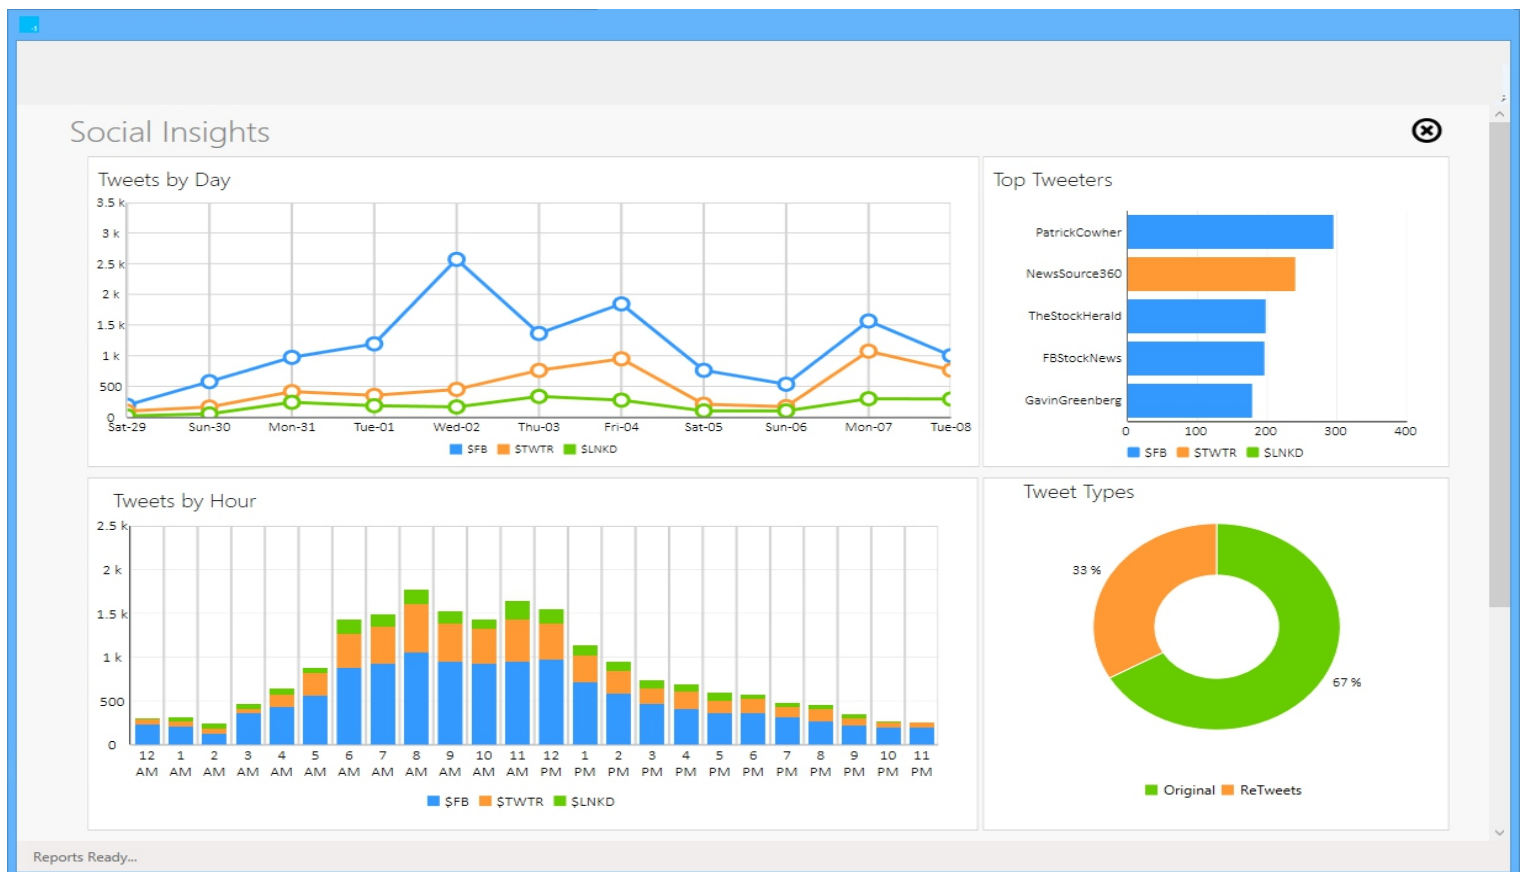 Social Insights
Tweets by Day
3.5 k
3 k
2.5 k
2 k
1.5 k
1 k
500
0
Sat-29 Sun-30 Mon-31 Tue-01 Wed-02 Thu-03 Fri-04 Sat-05 Sun-06 Mon-07 Tue-08
$FB $TWTR $LNKD
Top Tweeters
PatrickCowher
NewsSource360
TheStockHerald
FBStockNews
GavinGreenberg
0 100 200 300 400
$FB $TWTR $LNKD
Tweets by Hour
2.5 k
2 k
1.5 k
1 k
500
0
12 1 2 3 4 5 6 7 8 9 10 11 12 1 2 3 4 5 6 7 8 9 10 11
AM AM AM AM AM AM AM AM AM AM AM AM PM PM PM PM PM PM PM PM PM PM PM PM
$FB $TWTR $LNKD
Tweet Types
33 %
67 %
Original ReTweets
Reports Ready...